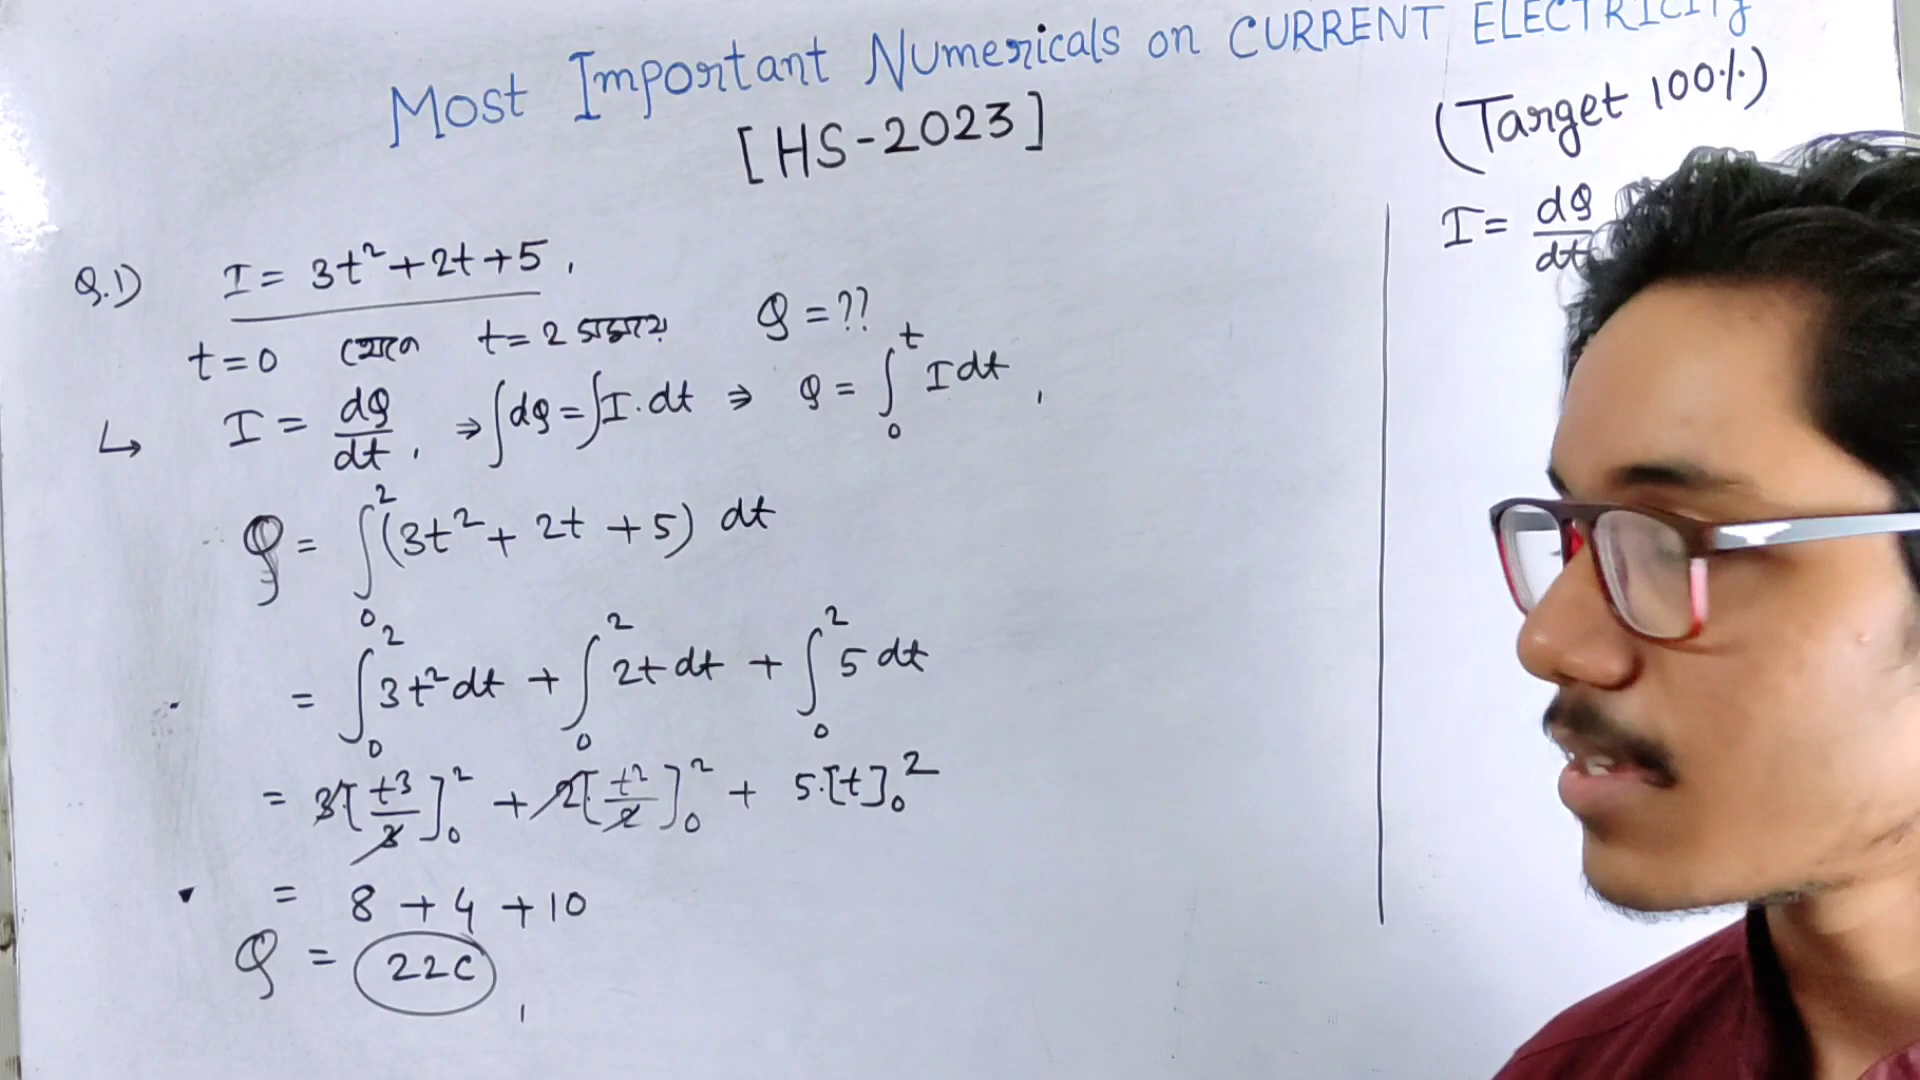 Most Important Numericals on CURRENT ELECTRICITY
[HS-2023]
(Target 100%)
I = dQ/dt
Q.1) I = 3t² + 2t + 5,
t = 0 থেকে t = 2 সময়ে Q = ??
↳ I = dQ/dt, ⇒ ∫dQ = ∫I.dt ⇒ Q = ∫₀ᵗ I dt,
Q = ∫₀² (3t² + 2t + 5) dt
= ∫₀² 3t² dt + ∫₀² 2t dt + ∫₀² 5 dt
= 3[t³/3]₀² + 2[t²/2]₀² + 5.[t]₀²
= 8 + 4 + 10
Q = 22C,